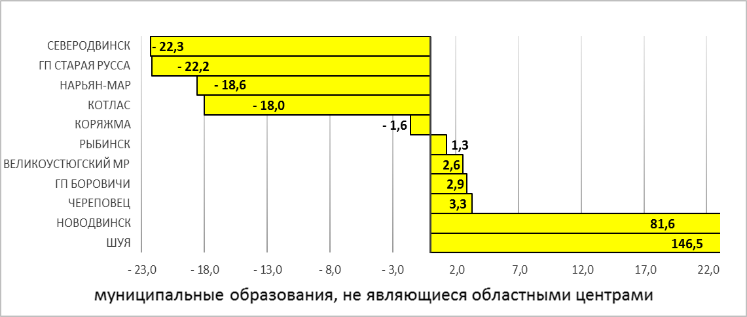 СЕВЕРОДВИНСК - 22,3
ГП СТАРАЯ РУССА - 22,2
НАРЬЯН-МАР - 18,6
КОТЛАС - 18,0
КОРЯЖМА - 1,6
РЫБИНСК 1,3
ВЕЛИКОУСТЮГСКИЙ МР 2,6
ГП БОРОВИЧИ 2,9
ЧЕРЕПОВЕЦ 3,3
НОВОДВИНСК 81,6
ШУЯ 146,5
- 23,0 - 18,0 - 13,0 - 8,0 - 3,0 2,0 7,0 12,0 17,0 22,0
муниципальные образования, не являющиеся областными центрами